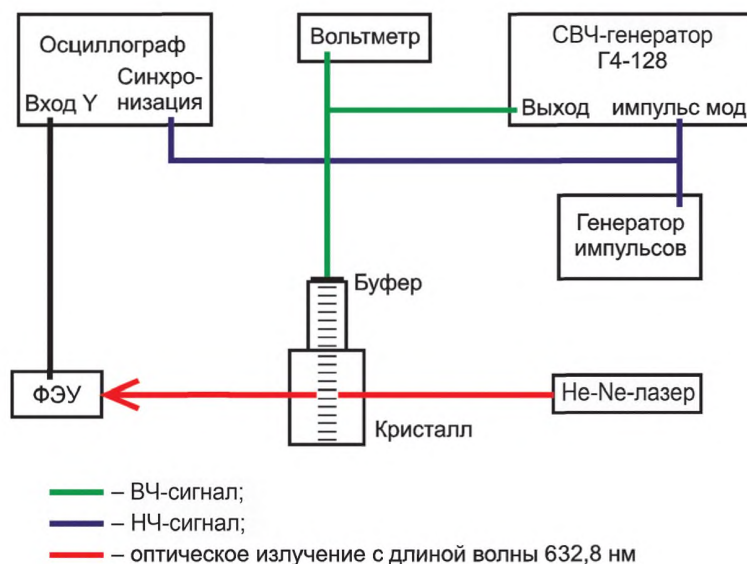 Осциллограф
Синхро-
низация
Вход Y
Вольтметр
СВЧ-генератор
Г4-128
Выход импульс мод
Генератор
импульсов
Буфер
ФЭУ
He-Ne-лазер
Кристалл
– ВЧ-сигнал;
– НЧ-сигнал;
– оптическое излучение с длиной волны 632,8 нм